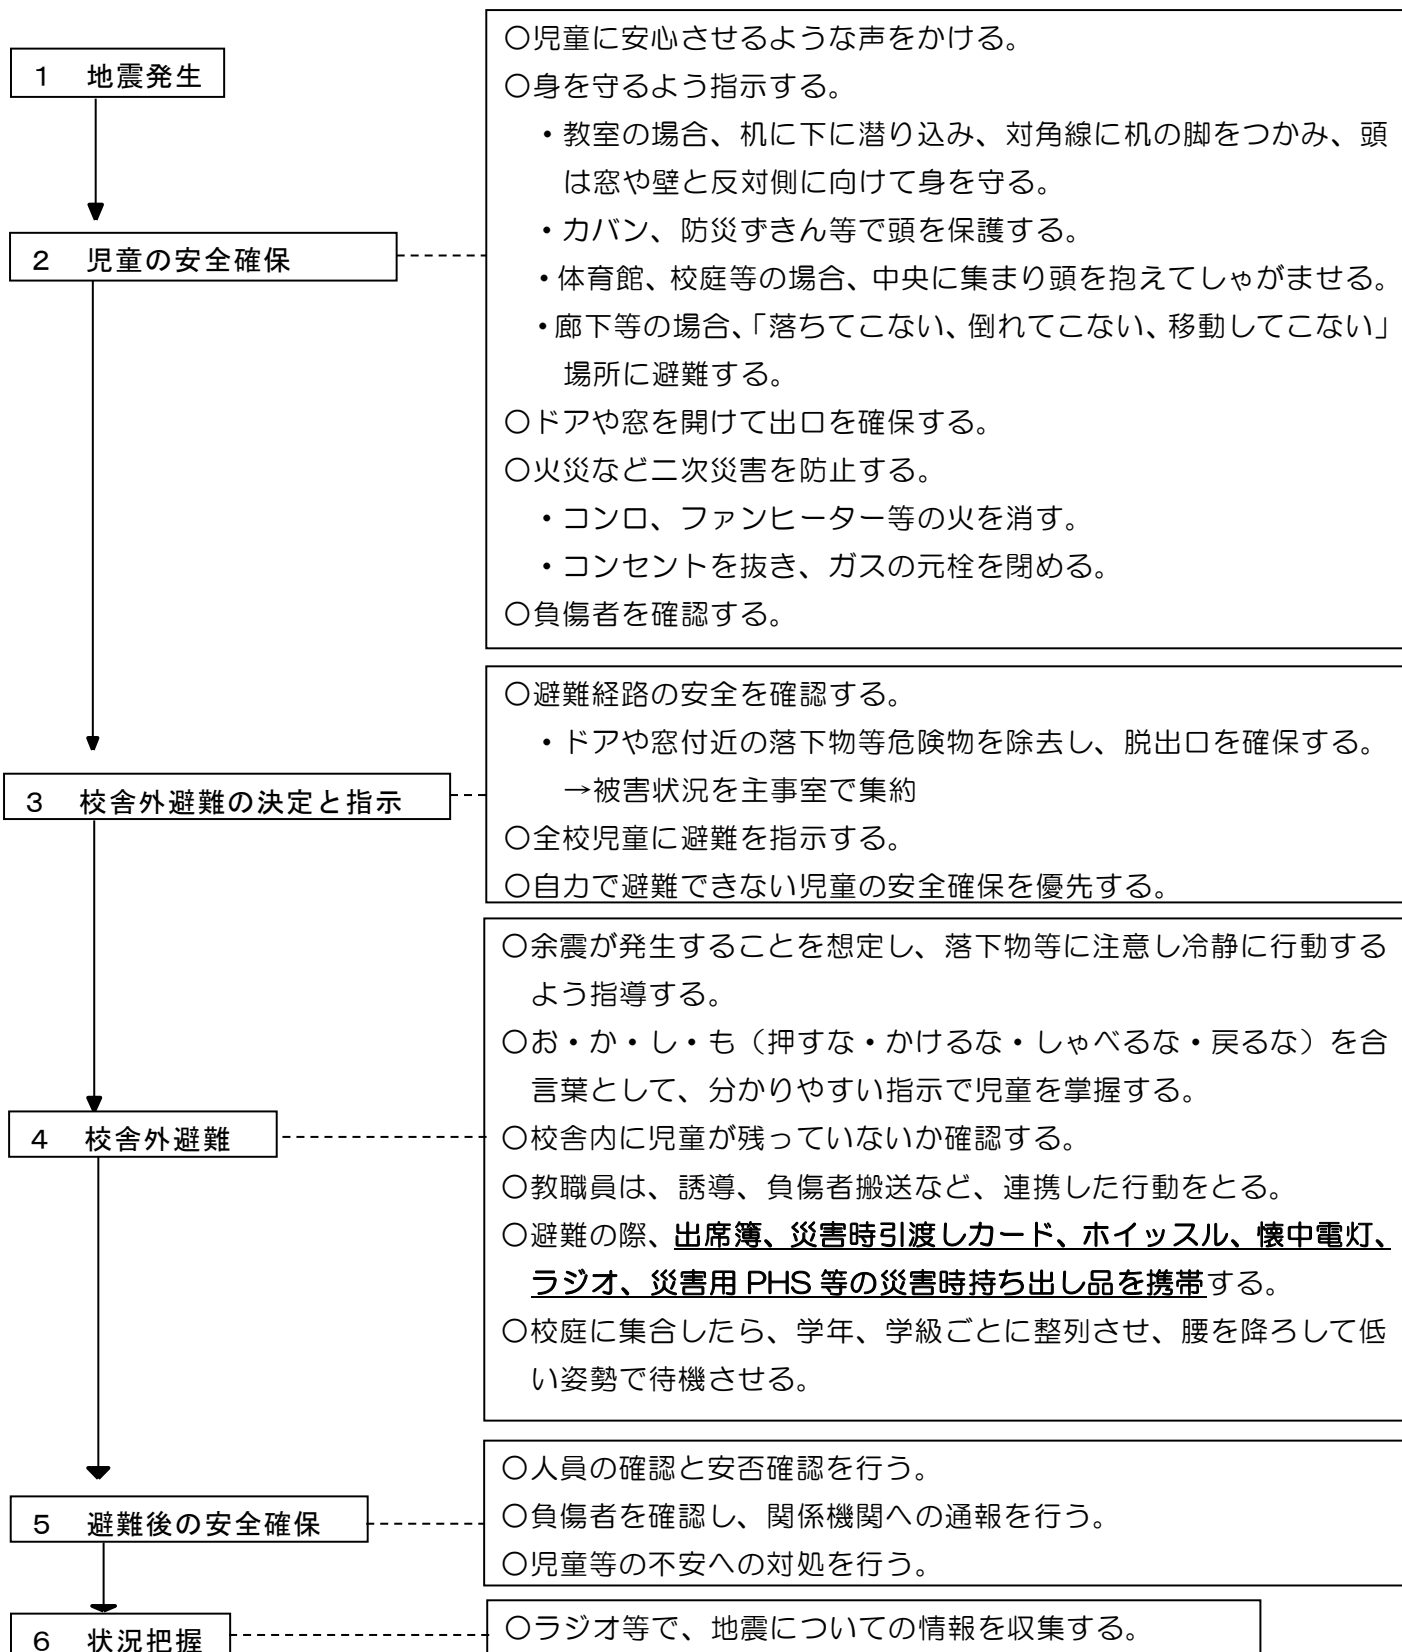 1　地震発生
2　児童の安全確保
○児童に安心させるような声をかける。
○身を守るよう指示する。
・教室の場合、机に下に潜り込み、対角線に机の脚をつかみ、頭
は窓や壁と反対側に向けて身を守る。
・カバン、防災ずきん等で頭を保護する。
・体育館、校庭等の場合、中央に集まり頭を抱えてしゃがませる。
・廊下等の場合、「落ちてこない、倒れてこない、移動してこない」
場所に避難する。
○ドアや窓を開けて出口を確保する。
○火災など二次災害を防止する。
・コンロ、ファンヒーター等の火を消す。
・コンセントを抜き、ガスの元栓を閉める。
○負傷者を確認する。
3　校舎外避難の決定と指示
○避難経路の安全を確認する。
・ドアや窓付近の落下物等危険物を除去し、脱出口を確保する。
→被害状況を主事室で集約
○全校児童に避難を指示する。
○自力で避難できない児童の安全確保を優先する。
4　校舎外避難
○余震が発生することを想定し、落下物等に注意し冷静に行動する
よう指導する。
○お・か・し・も（押すな・かけるな・しゃべるな・戻るな）を合
言葉として、分かりやすい指示で児童を掌握する。
○校舎内に児童が残っていないか確認する。
○教職員は、誘導、負傷者搬送など、連携した行動をとる。
○避難の際、出席簿、災害時引渡しカード、ホイッスル、懐中電灯、
ラジオ、災害用 PHS 等の災害時持ち出し品を携帯する。
○校庭に集合したら、学年、学級ごとに整列させ、腰を降ろして低
い姿勢で待機させる。
5　避難後の安全確保
○人員の確認と安否確認を行う。
○負傷者を確認し、関係機関への通報を行う。
○児童等の不安への対処を行う。
6　状況把握
○ラジオ等で、地震についての情報を収集する。